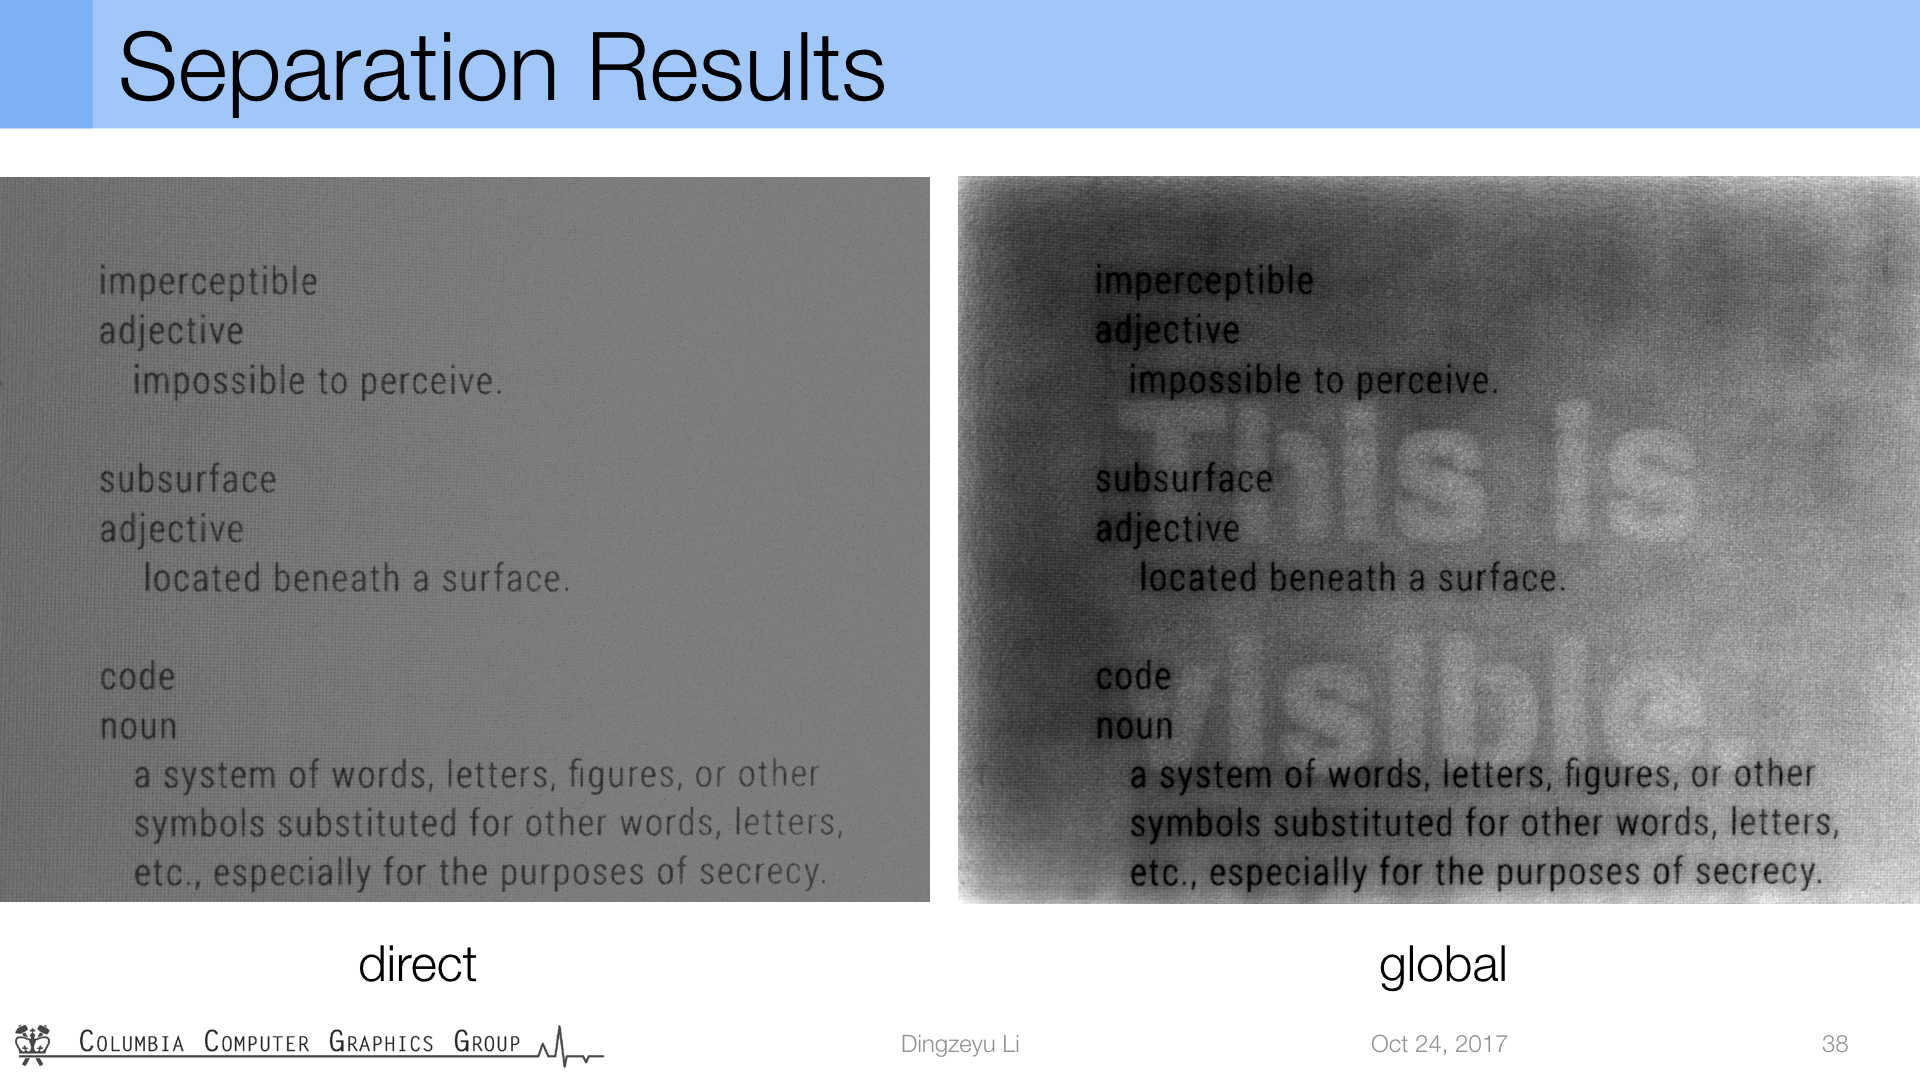 Separation Results
imperceptible
adjective
impossible to perceive.
subsurface
adjective
located beneath a surface.
code
noun
a system of words, letters, figures, or other
symbols substituted for other words, letters,
etc., especially for the purposes of secrecy.
imperceptible
adjective
impossible to perceive.
This is
subsurface
adjective
located beneath a surface.
visible.
code
noun
a system of words, letters, figures, or other
symbols substituted for other words, letters,
etc., especially for the purposes of secrecy.
direct
global
Columbia Computer Graphics Group
Dingzeyu Li
Oct 24, 2017
38